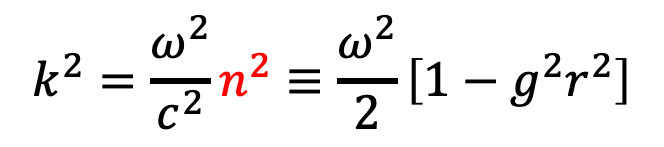 k² = ω²/c² n² ≡ ω²/2 [1 − g²r²]